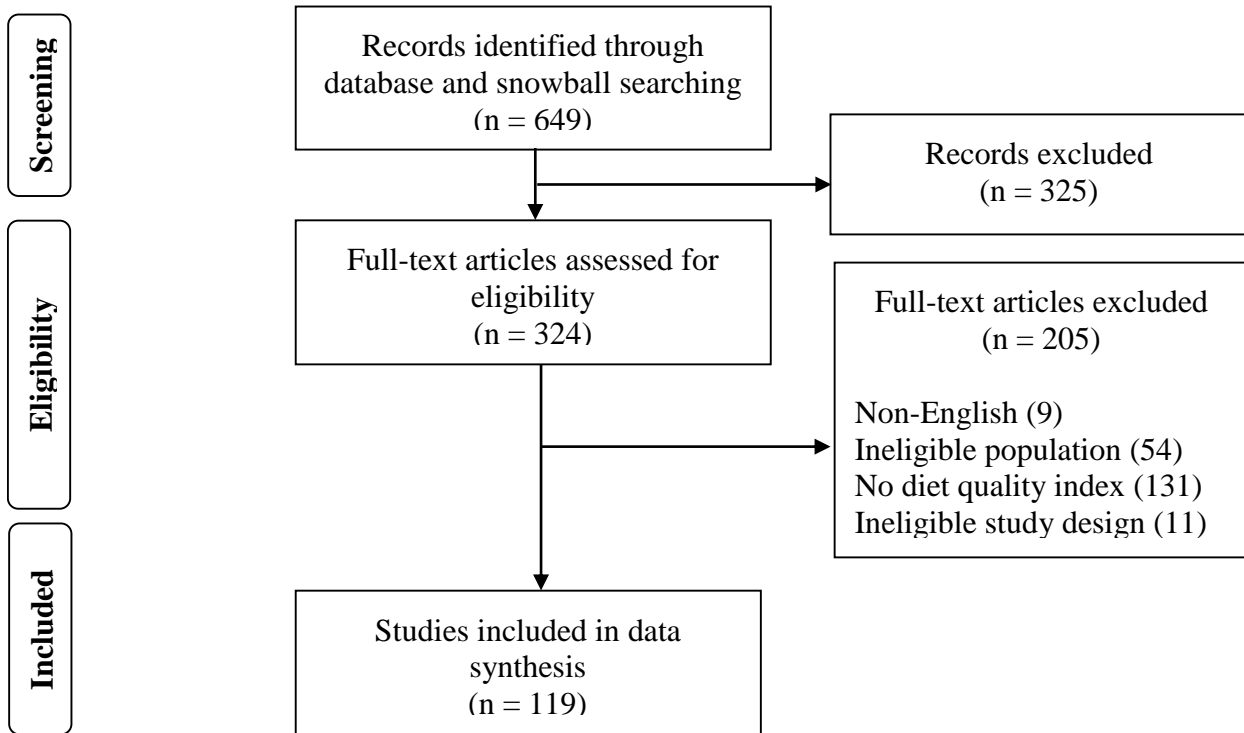 Screening
Records identified through
database and snowball searching
(n = 649)
Records excluded
(n = 325)
Eligibility
Full-text articles assessed for
eligibility
(n = 324)
Full-text articles excluded
(n = 205)
Non-English (9)
Ineligible population (54)
No diet quality index (131)
Ineligible study design (11)
Included
Studies included in data
synthesis
(n = 119)